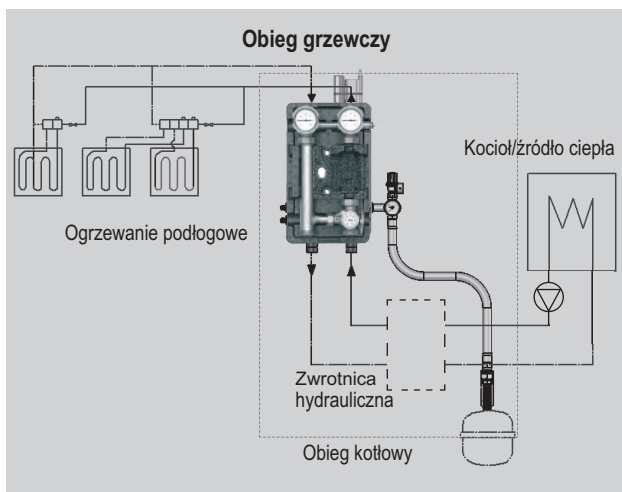 Obieg grzewczy
Kocioł/źródło ciepła
Ogrzewanie podłogowe
Zwrotnica
hydrauliczna
Obieg kotłowy